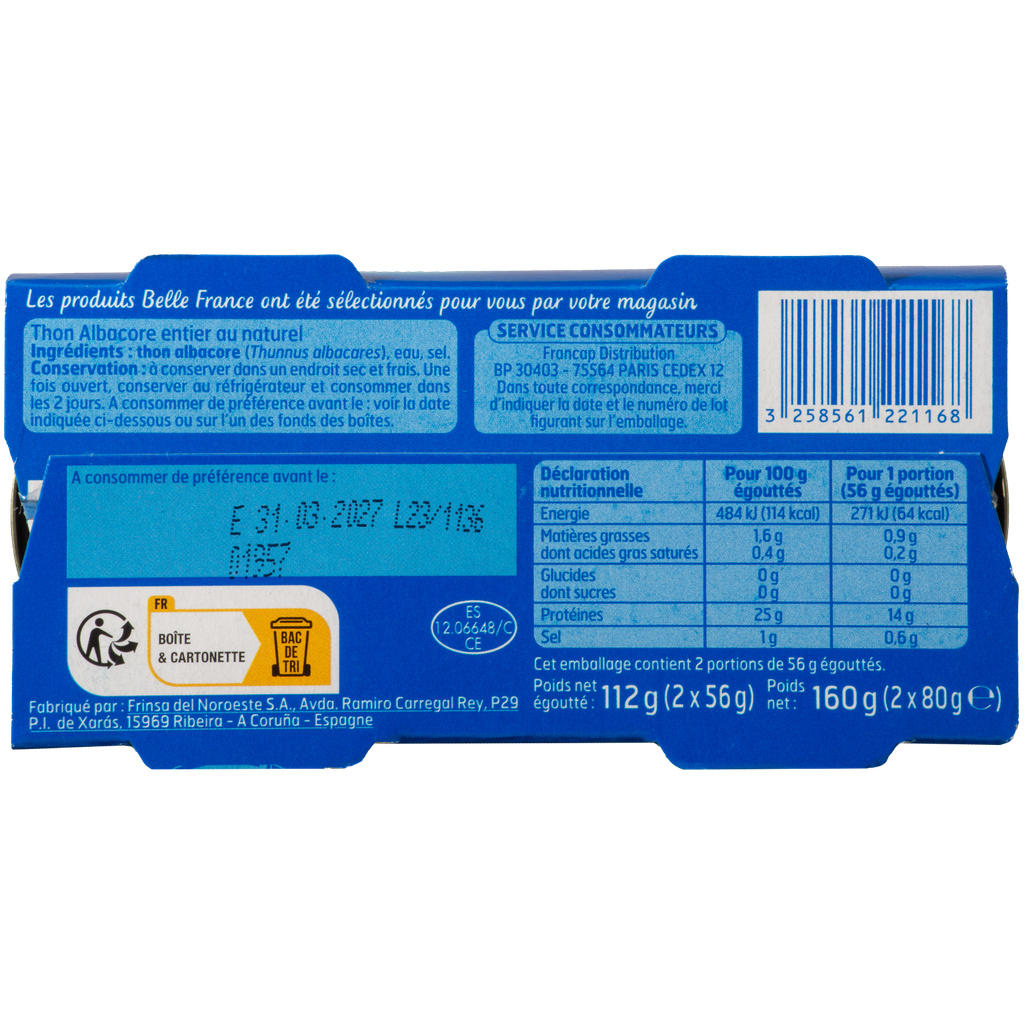 Les produits Belle France ont été sélectionnés pour vous par votre magasin
Thon Albacore entier au naturel
Ingrédients : thon albacore (Thunnus albacares), eau, sel.
Conservation : à conserver dans un endroit sec et frais. Une
fois ouvert, conserver au réfrigérateur et consommer dans
les 2 jours. A consommer de préférence avant le : voir la date
indiquée ci-dessous ou sur l'un des fonds des boîtes.
SERVICE CONSOMMATEURS
Francap Distribution
BP 30403 - 75564 PARIS CEDEX 12
Dans toute correspondance, merci
d'indiquer la date et le numéro de lot
figurant sur l'emballage.
3 258561 221168
A consommer de préférence avant le :
E 31·03·2027 L23/1136
01857
Déclaration nutritionnelle Pour 100 g égouttés Pour 1 portion (56 g égouttés)
Energie 484 kJ (114 kcal) 271 kJ (64 kcal)
Matières grasses 1,6 g 0,9 g
dont acides gras saturés 0,4 g 0,2 g
Glucides 0 g 0 g
dont sucres 0 g 0 g
Protéines 25 g 14 g
Sel 1 g 0,6 g
Cet emballage contient 2 portions de 56 g égouttés.
Poids net égoutté : 112 g (2 x 56g) Poids net : 160 g (2 x 80g ℮)
FR
BOÎTE
& CARTONETTE
BAC
DE
TRI
ES
12.06648/C
CE
Fabriqué par : Frinsa del Noroeste S.A., Avda. Ramiro Carregal Rey, P29
P.I. de Xarás, 15969 Ribeira - A Coruña - Espagne